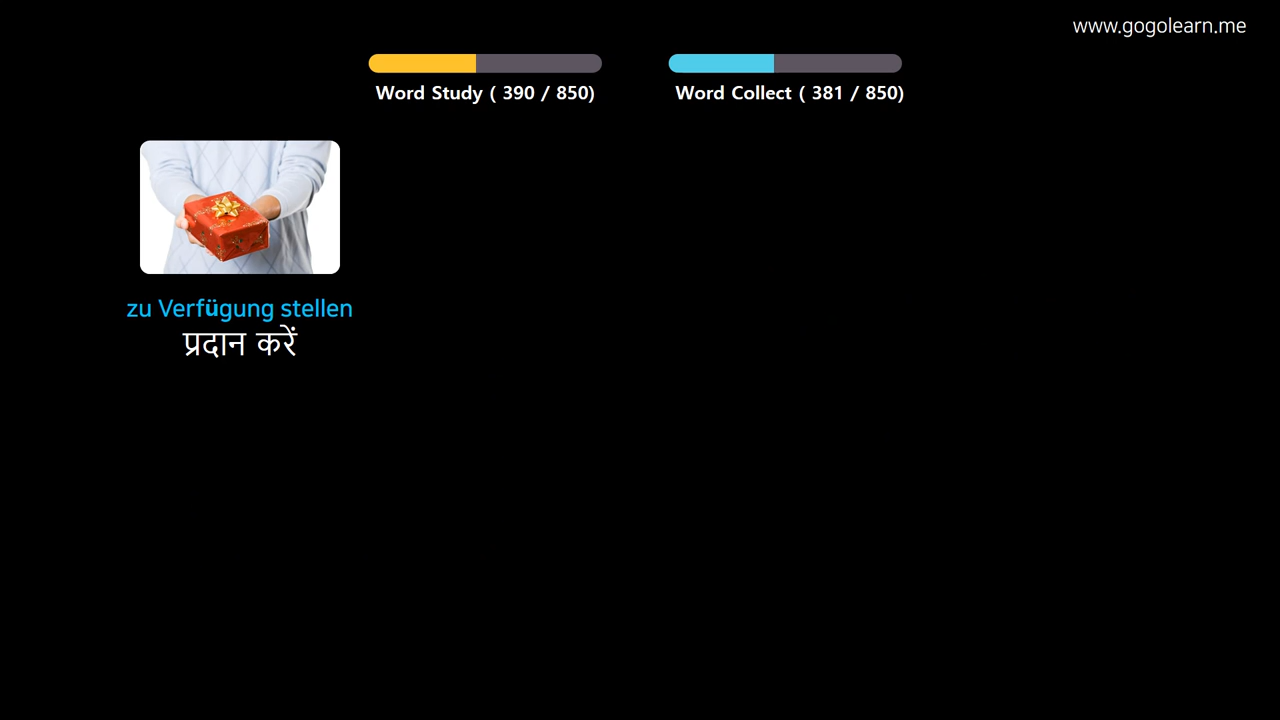 www.gogolearn.me
Word Study ( 390 / 850)
Word Collect ( 381 / 850)
zu Verfügung stellen
प्रदान करें